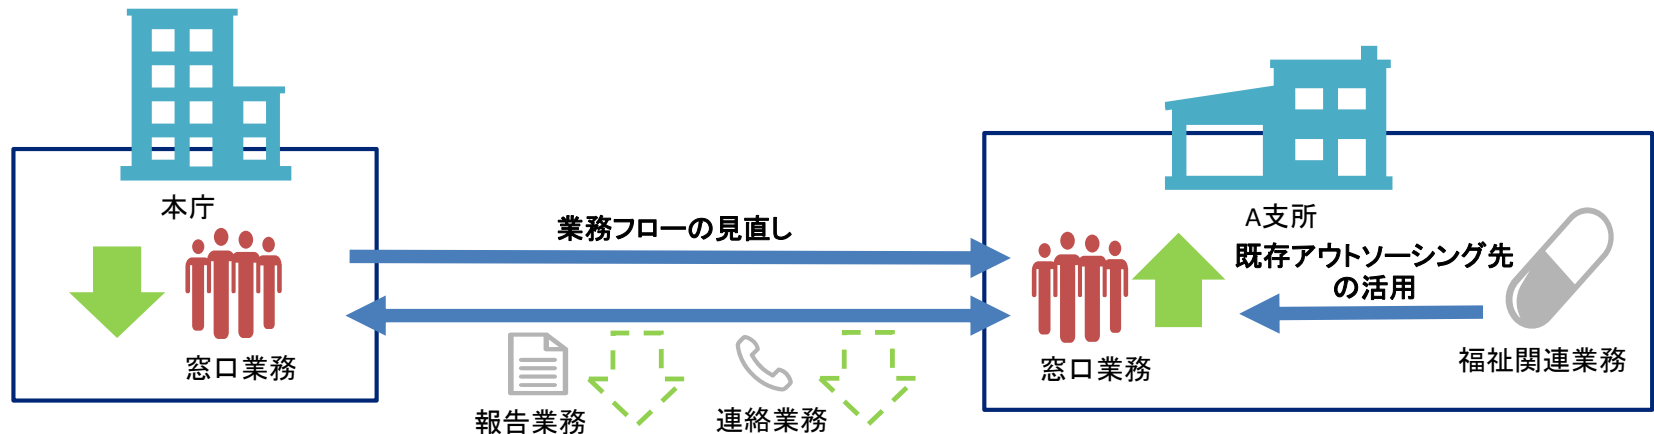 本庁
窓口業務
業務フローの見直し
報告業務
連絡業務
A支所
窓口業務
既存アウトソーシング先
の活用
福祉関連業務